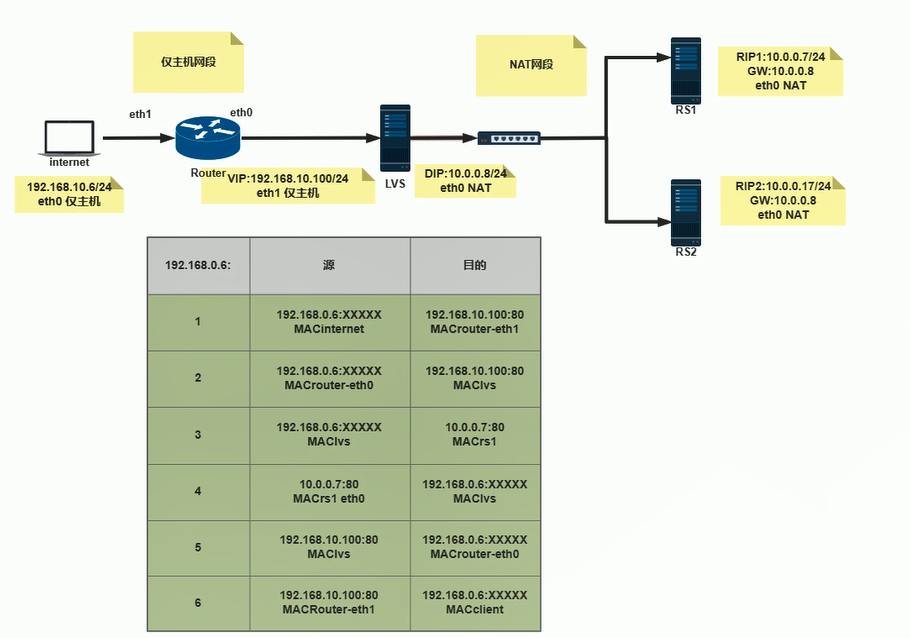 仅主机网段
NAT网段
eth1
eth0
internet
Router
LVS
RS1
RS2
192.168.10.6/24
eth0 仅主机
VIP:192.168.10.100/24
eth1 仅主机
DIP:10.0.0.8/24
eth0 NAT
RIP1:10.0.0.7/24
GW:10.0.0.8
eth0 NAT
RIP2:10.0.0.17/24
GW:10.0.0.8
eth0 NAT
192.168.0.6:
源
目的
1
192.168.0.6:XXXXX
MACinternet
192.168.10.100:80
MACrouter-eth1
2
192.168.0.6:XXXXX
MACrouter-eth0
192.168.10.100:80
MAClvs
3
192.168.0.6:XXXXX
MAClvs
10.0.0.7:80
MACrs1
4
10.0.0.7:80
MACrs1 eth0
192.168.0.6:XXXXX
MAClvs
5
192.168.10.100:80
MAClvs
192.168.0.6:XXXXX
MACrouter-eth0
6
192.168.10.100:80
MACRouter-eth1
192.168.0.6:XXXXX
MACclient